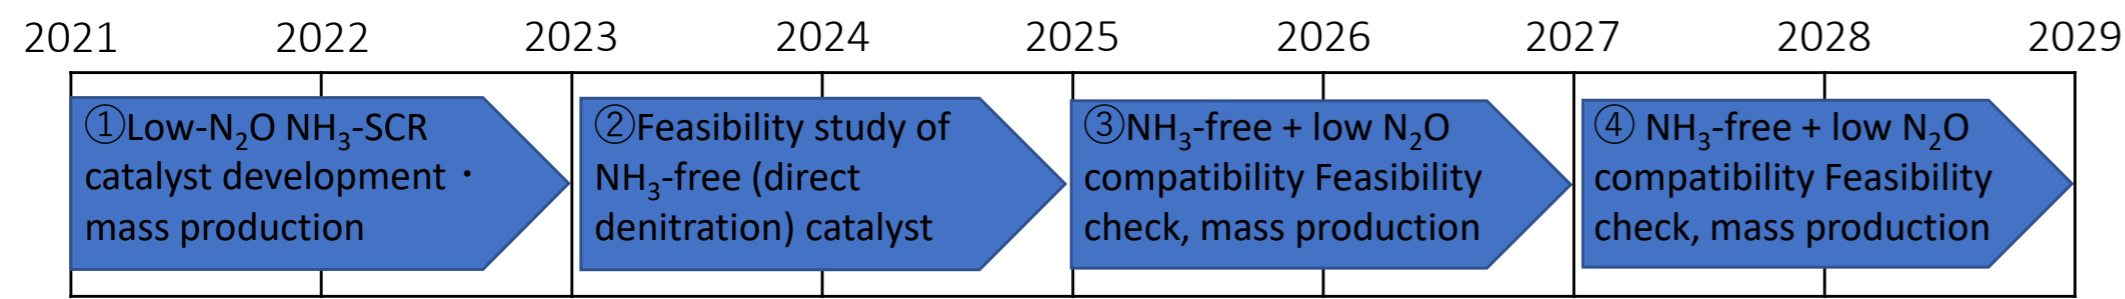 2021 2022 2023 2024 2025 2026 2027 2028 2029
①Low-N₂O NH₃-SCR
catalyst development・
mass production
②Feasibility study of
NH₃-free (direct
denitration) catalyst
③NH₃-free + low N₂O
compatibility Feasibility
check, mass production
④ NH₃-free + low N₂O
compatibility Feasibility
check, mass production